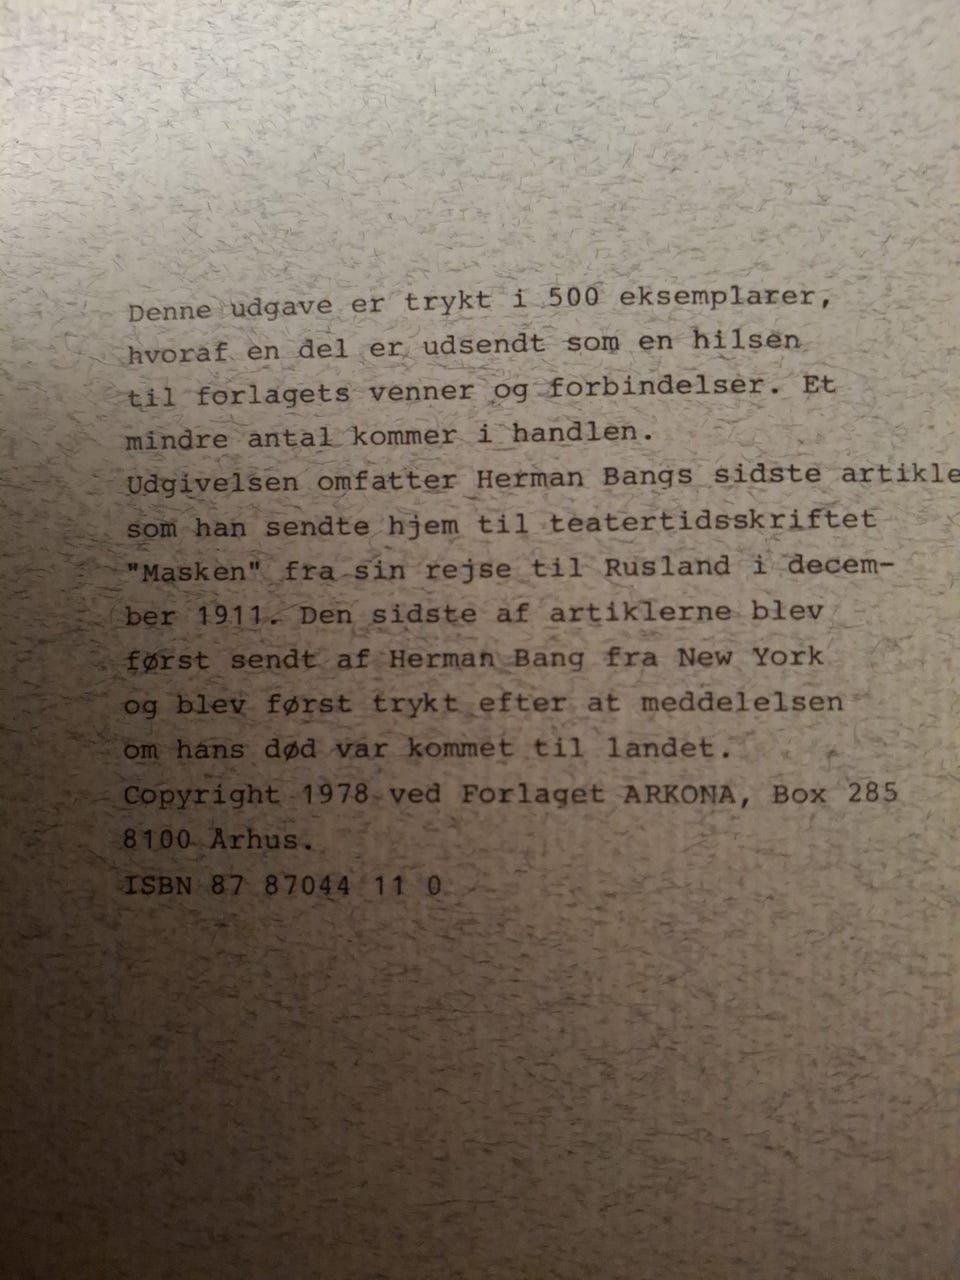 Denne udgave er trykt i 500 eksemplarer,
hvoraf en del er udsendt som en hilsen
til forlagets venner og forbindelser. Et
mindre antal kommer i handlen.
Udgivelsen omfatter Herman Bangs sidste artikle
som han sendte hjem til teatertidsskriftet
"Masken" fra sin rejse til Rusland i decem-
ber 1911. Den sidste af artiklerne blev
først sendt af Herman Bang fra New York
og blev først trykt efter at meddelelsen
om hans død var kommet til landet.
Copyright 1978 ved Forlaget ARKONA, Box 285
8100 Århus.
ISBN 87 87044 11 0